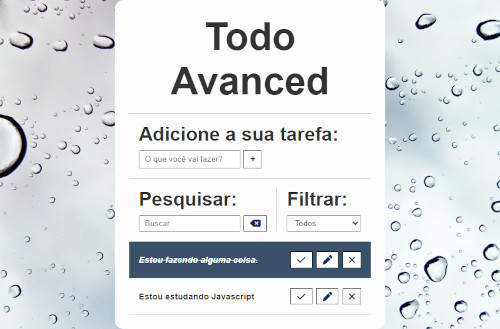 Todo
Avanced
Adicione a sua tarefa:
O que você vai fazer? +
Pesquisar: Filtrar:
Buscar Todos
Estou fazendo alguma coisa.
Estou estudando Javascript